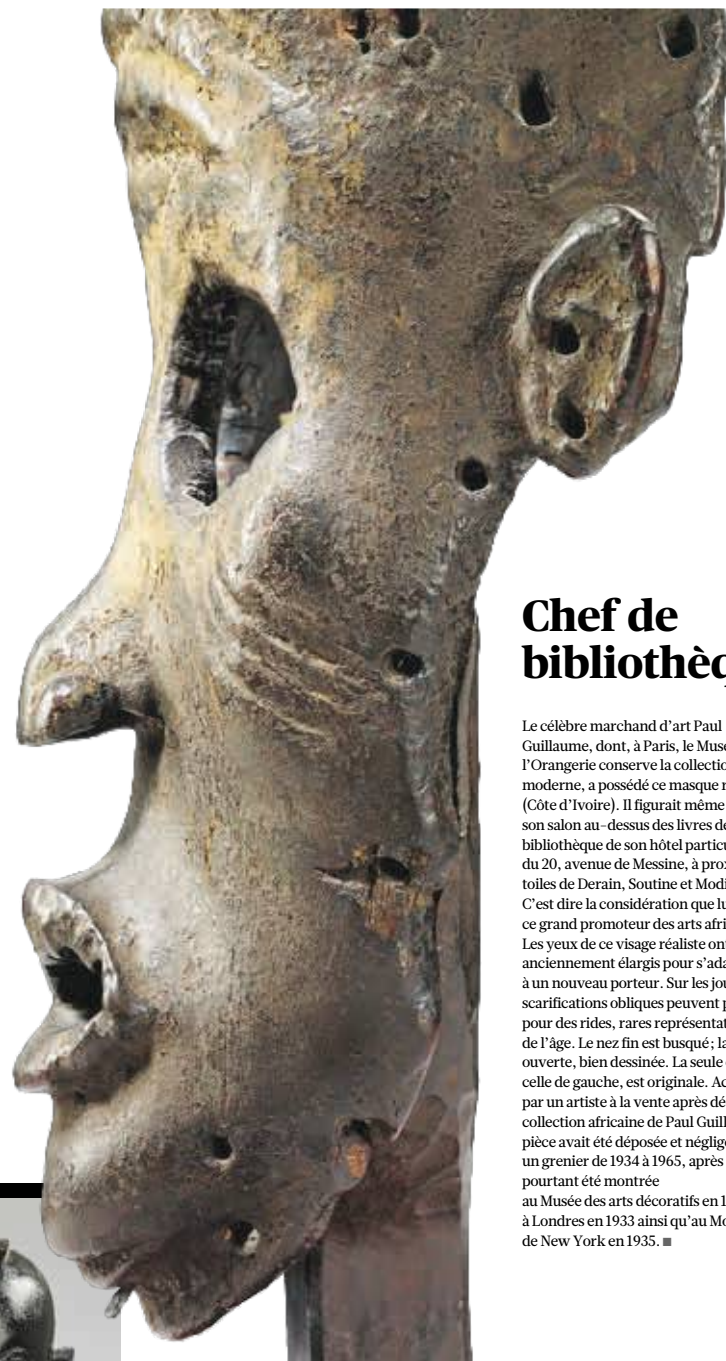 Chef de
bibliothèq
Le célèbre marchand d'art Paul
Guillaume, dont, à Paris, le Mus
l'Orangerie conserve la collectio
moderne, a possédé ce masque
(Côte d'Ivoire). Il figurait même
son salon au-dessus des livres de
bibliothèque de son hôtel particu
du 20, avenue de Messine, à pro
toiles de Derain, Soutine et Modi
C'est dire la considération que lu
ce grand promoteur des arts afri
Les yeux de ce visage réaliste on
anciennement élargis pour s'ada
à un nouveau porteur. Sur les jou
scarifications obliques peuvent p
pour des rides, rares représentat
de l'âge. Le nez fin est busqué ; la
ouverte, bien dessinée. La seule
celle de gauche, est originale. Ac
par un artiste à la vente après dé
collection africaine de Paul Guill
pièce avait été déposée et néglig
un grenier de 1934 à 1965, après
pourtant été montrée
au Musée des arts décoratifs en 1
à Londres en 1933 ainsi qu'au Mo
de New York en 1935. ■